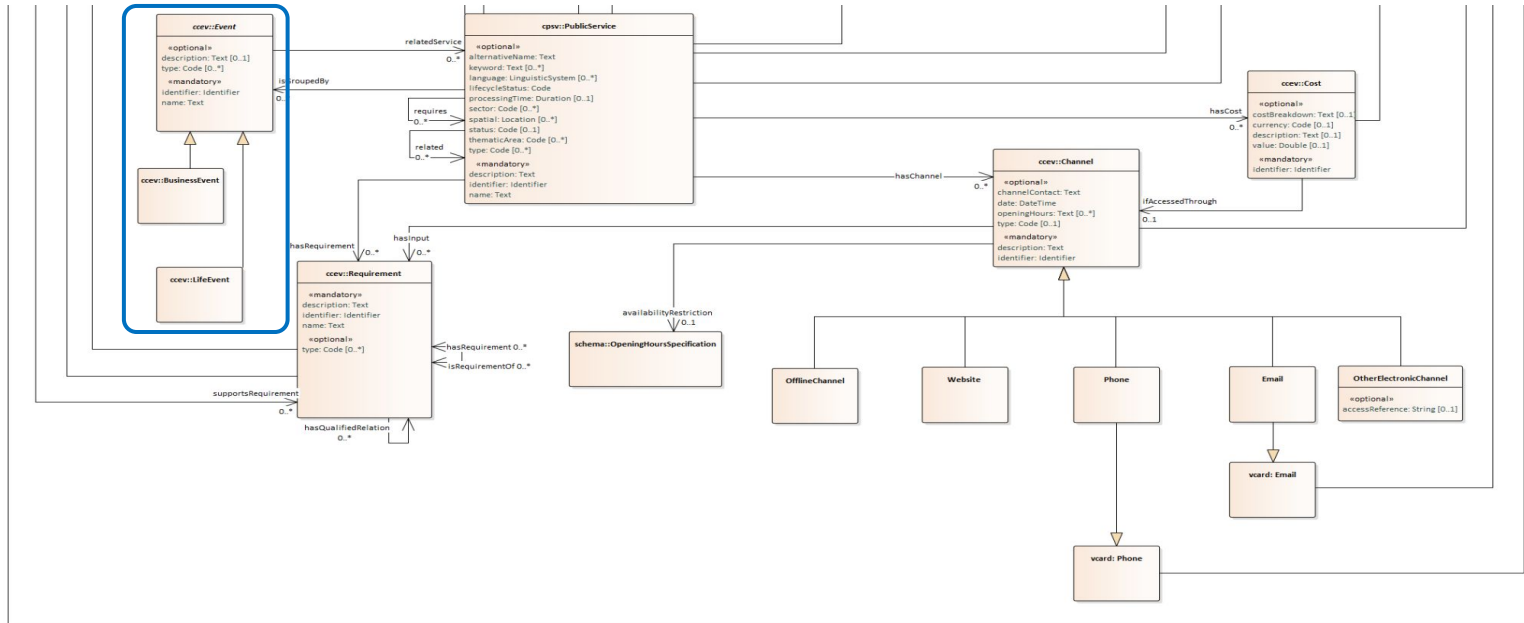 ccev::Event
«optional»
description: Text [0..1]
type: Code [0..*]
«mandatory»
identifier: Identifier
name: Text
ccev::BusinessEvent
ccev::LifeEvent
relatedService
0..*
isGroupedBy
0..
cpsv::PublicService
«optional»
alternativeName: Text
keyword: Text [0..*]
language: LinguisticSystem [0..*]
lifecycleStatus: Code
processingTime: Duration [0..1]
sector: Code [0..*]
spatial: Location [0..*]
status: Code [0..1]
thematicArea: Code [0..*]
type: Code [0..*]
«mandatory»
description: Text
identifier: Identifier
name: Text
requires
0..*
related
0..*
hasCost
0..*
ccev::Cost
«optional»
costBreakdown: Text [0..1]
currency: Code [0..1]
description: Text [0..1]
value: Double [0..1]
«mandatory»
identifier: Identifier
hasChannel
0..*
ccev::Channel
«optional»
channelContact: Text
date: DateTime
openingHours: Text [0..*]
type: Code [0..1]
«mandatory»
description: Text
identifier: Identifier
ifAccessedThrough
0..1
hasRequirement
0..*
hasInput
0..*
ccev::Requirement
«mandatory»
description: Text
identifier: Identifier
name: Text
«optional»
type: Code [0..*]
hasRequirement 0..*
isRequirementOf 0..*
supportsRequirement
0..*
hasQualifiedRelation
0..*
availabilityRestriction
0..1
schema::OpeningHoursSpecification
OfflineChannel
Website
Phone
Email
OtherElectronicChannel
«optional»
accessReference: String [0..1]
vcard: Email
vcard: Phone